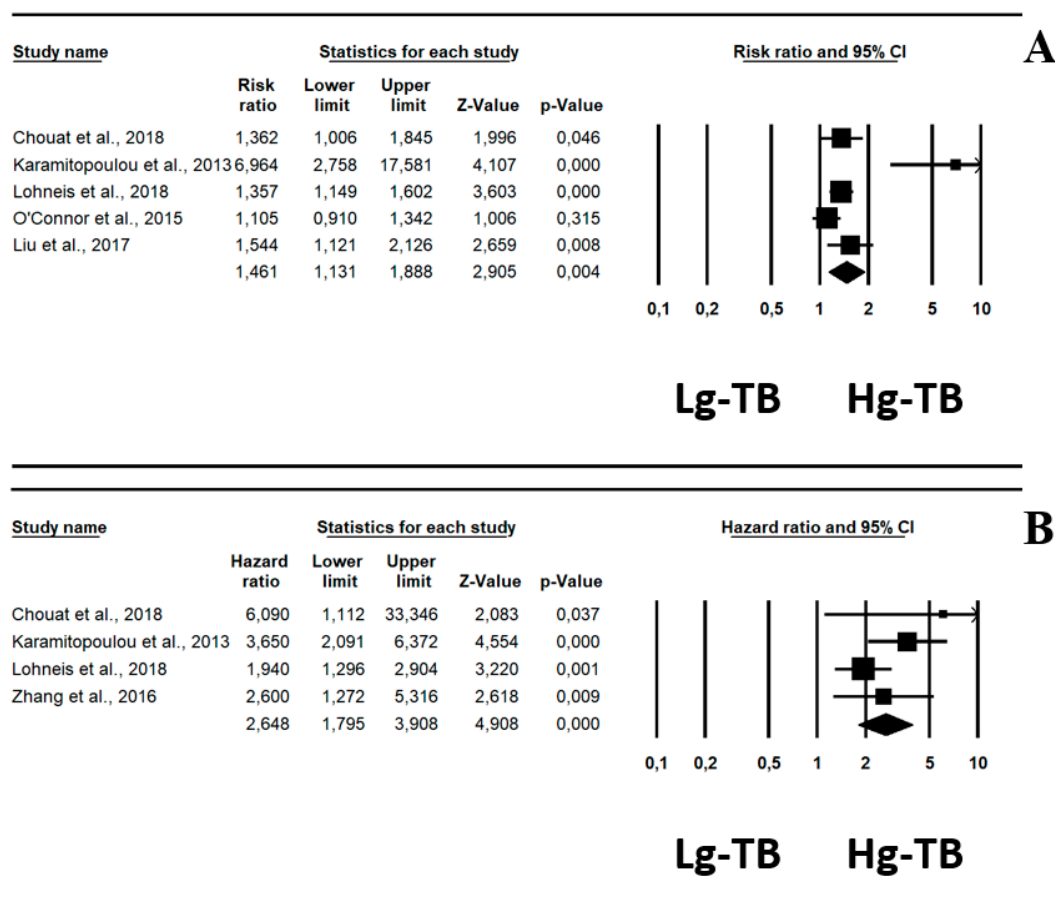 Study name Statistics for each study Risk ratio and 95% CI A
Risk Lower Upper
ratio limit limit Z-Value p-Value
Chouat et al., 2018 1,362 1,006 1,845 1,996 0,046
Karamitopoulou et al., 2013 6,964 2,758 17,581 4,107 0,000
Lohneis et al., 2018 1,357 1,149 1,602 3,603 0,000
O'Connor et al., 2015 1,105 0,910 1,342 1,006 0,315
Liu et al., 2017 1,544 1,121 2,126 2,659 0,008
1,461 1,131 1,888 2,905 0,004
0,1 0,2 0,5 1 2 5 10
Lg-TB Hg-TB
Study name Statistics for each study Hazard ratio and 95% CI B
Hazard Lower Upper
ratio limit limit Z-Value p-Value
Chouat et al., 2018 6,090 1,112 33,346 2,083 0,037
Karamitopoulou et al., 2013 3,650 2,091 6,372 4,554 0,000
Lohneis et al., 2018 1,940 1,296 2,904 3,220 0,001
Zhang et al., 2016 2,600 1,272 5,316 2,618 0,009
2,648 1,795 3,908 4,908 0,000
0,1 0,2 0,5 1 2 5 10
Lg-TB Hg-TB